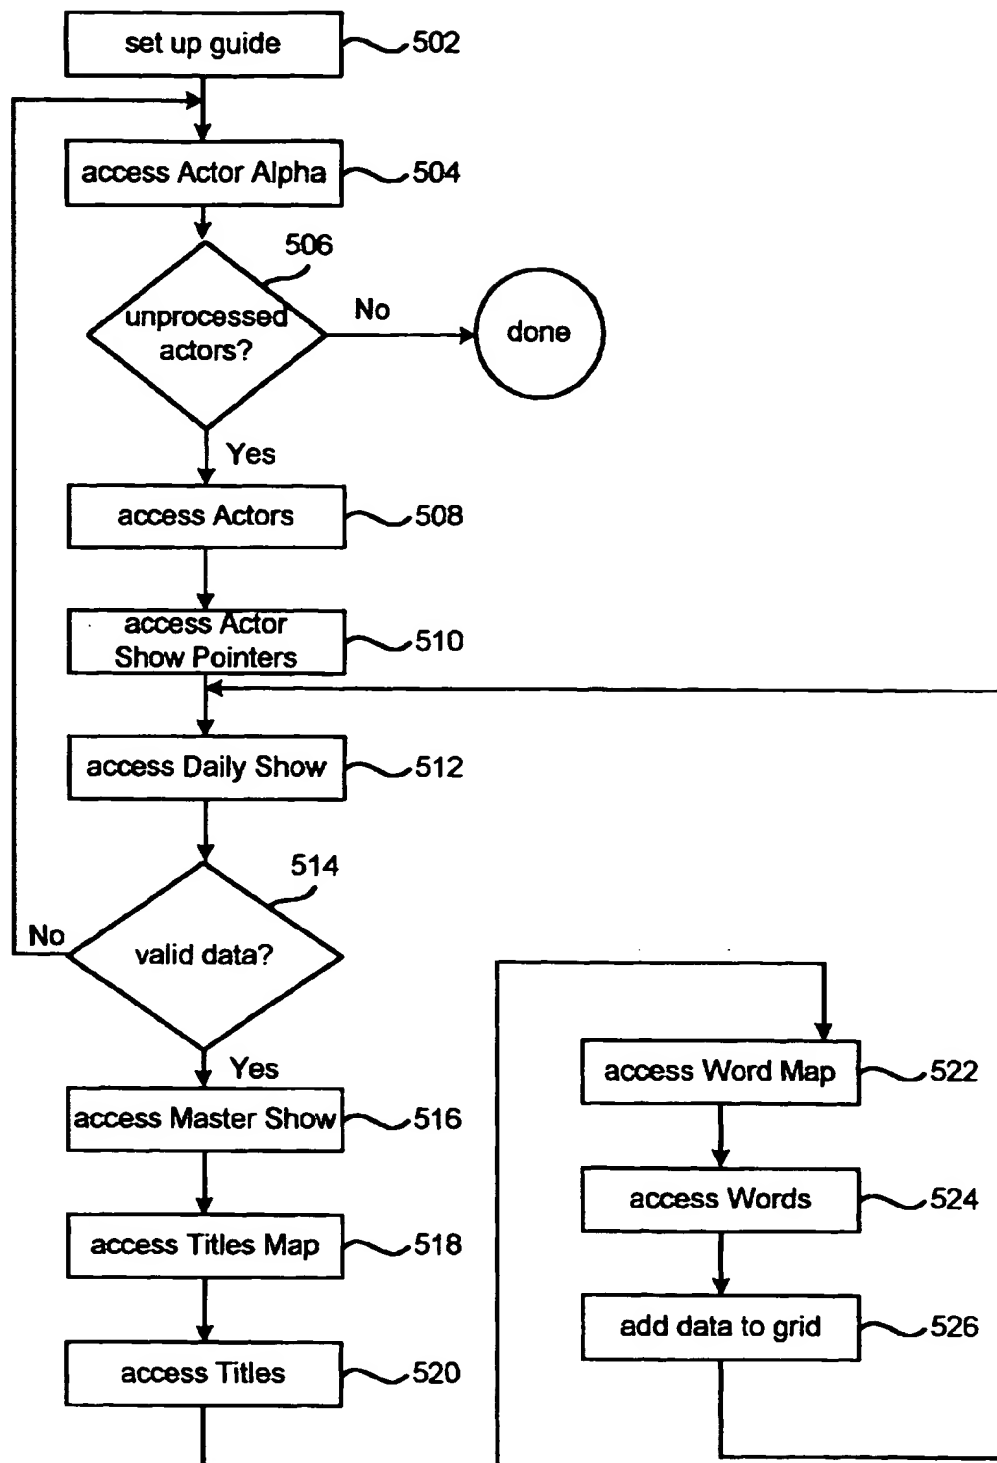 set up guide
502
access Actor Alpha
504
506
unprocessed
actors?
No
done
Yes
access Actors
508
access Actor
Show Pointers
510
access Daily Show
512
514
valid data?
No
Yes
access Master Show
516
access Titles Map
518
access Titles
520
access Word Map
522
access Words
524
add data to grid
526